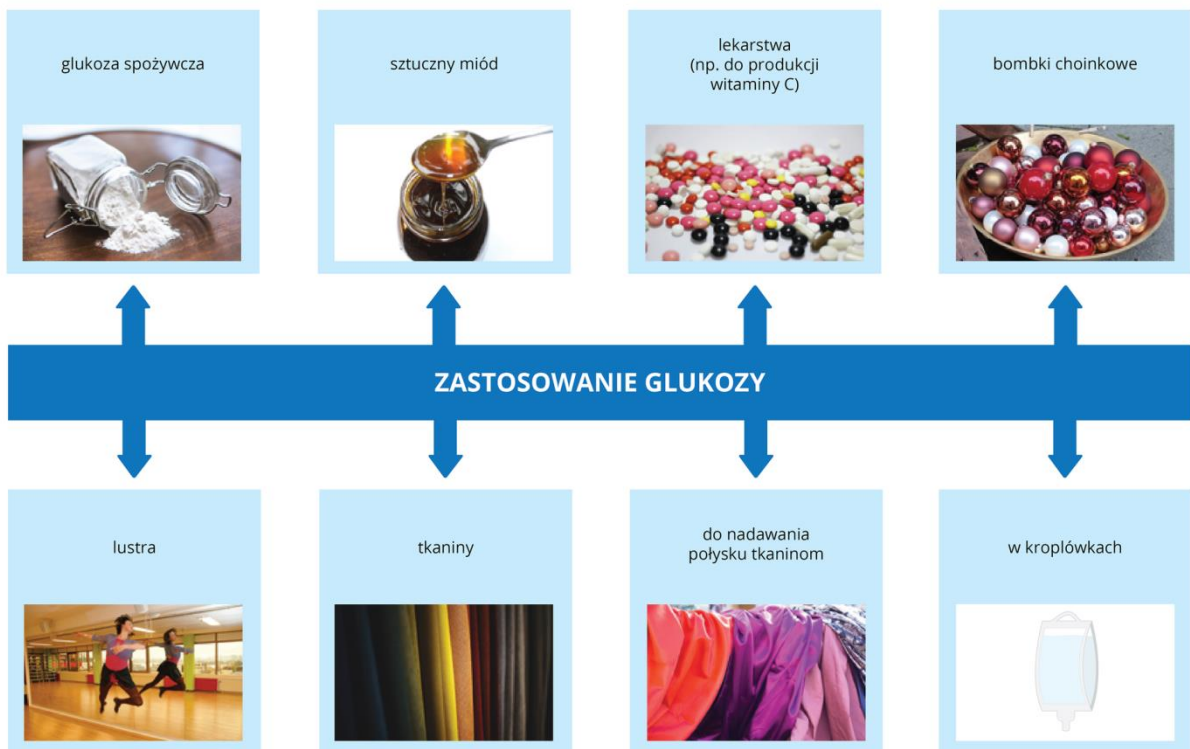 glukoza spożywcza
sztuczny miód
lekarstwa
(np. do produkcji
witaminy C)
bombki choinkowe
ZASTOSOWANIE GLUKOZY
lustra
tkaniny
do nadawania
połysku tkaninom
w kroplówkach